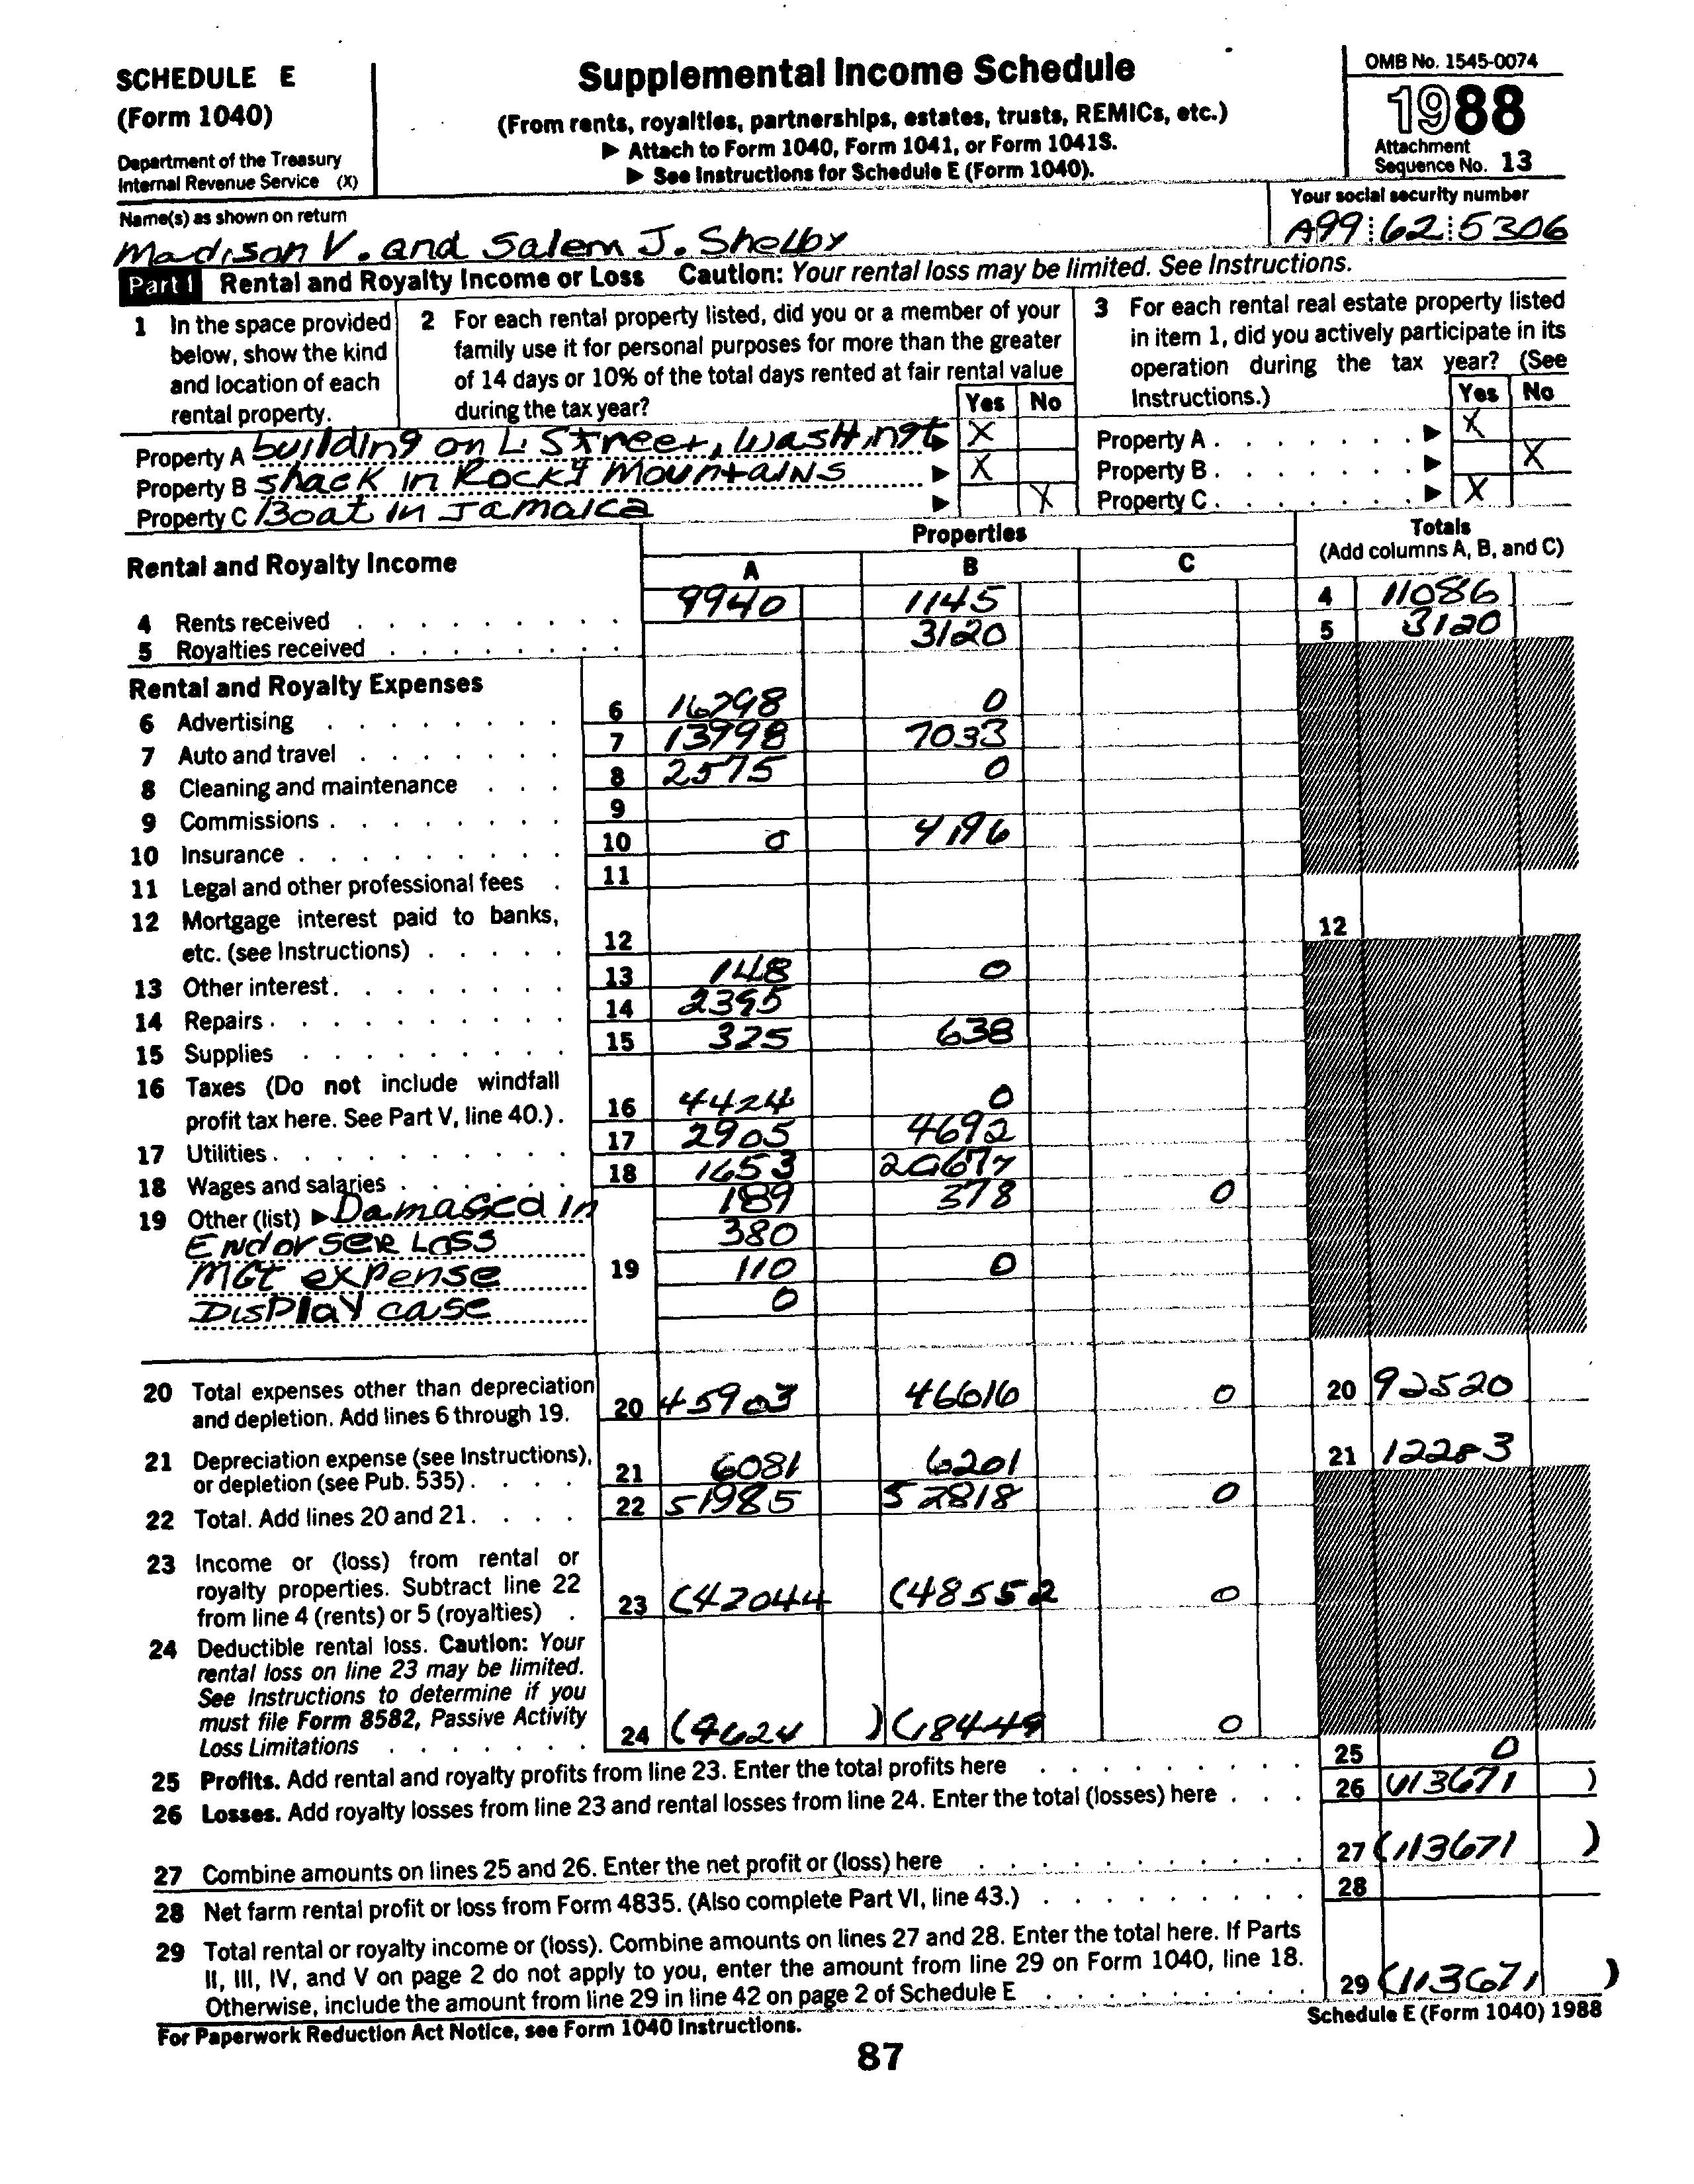 SCHEDULE E
(Form 1040)
Department of the Treasury
Internal Revenue Service (X)
Supplemental Income Schedule
(From rents, royalties, partnerships, estates, trusts, REMICs, etc.)
▶ Attach to Form 1040, Form 1041, or Form 1041S.
▶ See Instructions for Schedule E (Form 1040).
OMB No. 1545-0074
1988
Attachment
Sequence No. 13
Name(s) as shown on return
Madison V. and Salem J. Shelby
Your social security number
A99 62 5306
Part I Rental and Royalty Income or Loss Caution: Your rental loss may be limited. See Instructions.
1 In the space provided
below, show the kind
and location of each
rental property.
2 For each rental property listed, did you or a member of your
family use it for personal purposes for more than the greater
of 14 days or 10% of the total days rented at fair rental value
during the tax year? Yes No
3 For each rental real estate property listed
in item 1, did you actively participate in its
operation during the tax year? (See
Instructions.) Yes No
Property A building on L Street, Washingt ▶ X Property A . . . . . . . ▶ X
Property B shack in Rocky Mountains ▶ X Property B . . . . . . . ▶ X
Property C Boat in Jamaica ▶ X Property C . . . . . . . ▶ X
Rental and Royalty Income
Properties
A B C
Totals
(Add columns A, B, and C)
4 Rents received 9940 1145 4 11086
5 Royalties received 3120 5 3120
Rental and Royalty Expenses
6 Advertising 6 16298 0
7 Auto and travel 7 13998 7033
8 Cleaning and maintenance 8 2575 0
9 Commissions 9
10 Insurance 10 0 4196
11 Legal and other professional fees 11
12 Mortgage interest paid to banks,
etc. (see Instructions) 12 12
13 Other interest 13 148 0
14 Repairs 14 2395
15 Supplies 15 325 638
16 Taxes (Do not include windfall
profit tax here. See Part V, line 40.) 16 4424 0
17 Utilities 17 2905 4692
18 Wages and salaries 18 1653
19 Other (list) ▶ Damaged in 189 378 0
Endorser Loss 380
MGt expense 19 110 0
Display case 0
20 Total expenses other than depreciation
and depletion. Add lines 6 through 19. 20 45903 46616 0 20 92520
21 Depreciation expense (see Instructions),
or depletion (see Pub. 535) 21 6081 6201 21 12283
22 Total. Add lines 20 and 21. 22 51985 52818 0
23 Income or (loss) from rental or
royalty properties. Subtract line 22
from line 4 (rents) or 5 (royalties) 23 (42044 (48552 0
24 Deductible rental loss. Caution: Your
rental loss on line 23 may be limited.
See Instructions to determine if you
must file Form 8582, Passive Activity
Loss Limitations 24 (9624 ) (18449 0
25 Profits. Add rental and royalty profits from line 23. Enter the total profits here 25 0
26 Losses. Add royalty losses from line 23 and rental losses from line 24. Enter the total (losses) here 26 (113671 )
27 Combine amounts on lines 25 and 26. Enter the net profit or (loss) here 27 (113671 )
28 Net farm rental profit or loss from Form 4835. (Also complete Part VI, line 43.) 28
29 Total rental or royalty income or (loss). Combine amounts on lines 27 and 28. Enter the total here. If Parts
II, III, IV, and V on page 2 do not apply to you, enter the amount from line 29 on Form 1040, line 18.
Otherwise, include the amount from line 29 in line 42 on page 2 of Schedule E 29 (113671 )
For Paperwork Reduction Act Notice, see Form 1040 Instructions.
Schedule E (Form 1040) 1988
87